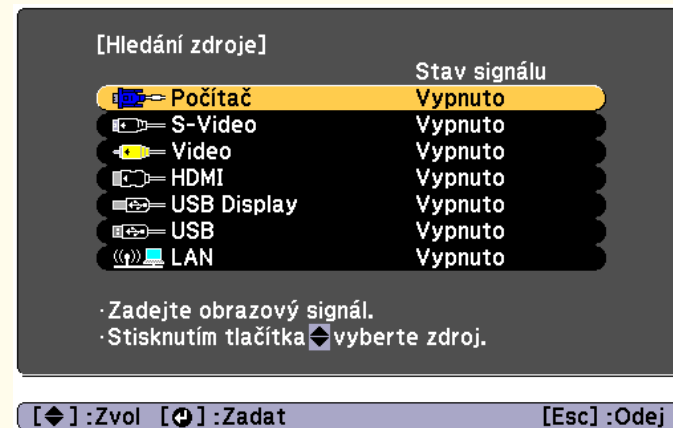 [Hledání zdroje]
Stav signálu
Počítač Vypnuto
S-Video Vypnuto
Video Vypnuto
HDMI Vypnuto
USB Display Vypnuto
USB Vypnuto
LAN Vypnuto
·Zadejte obrazový signál.
·Stisknutím tlačítka vyberte zdroj.
[ ] :Zvol [ ] :Zadat [Esc] :Odej